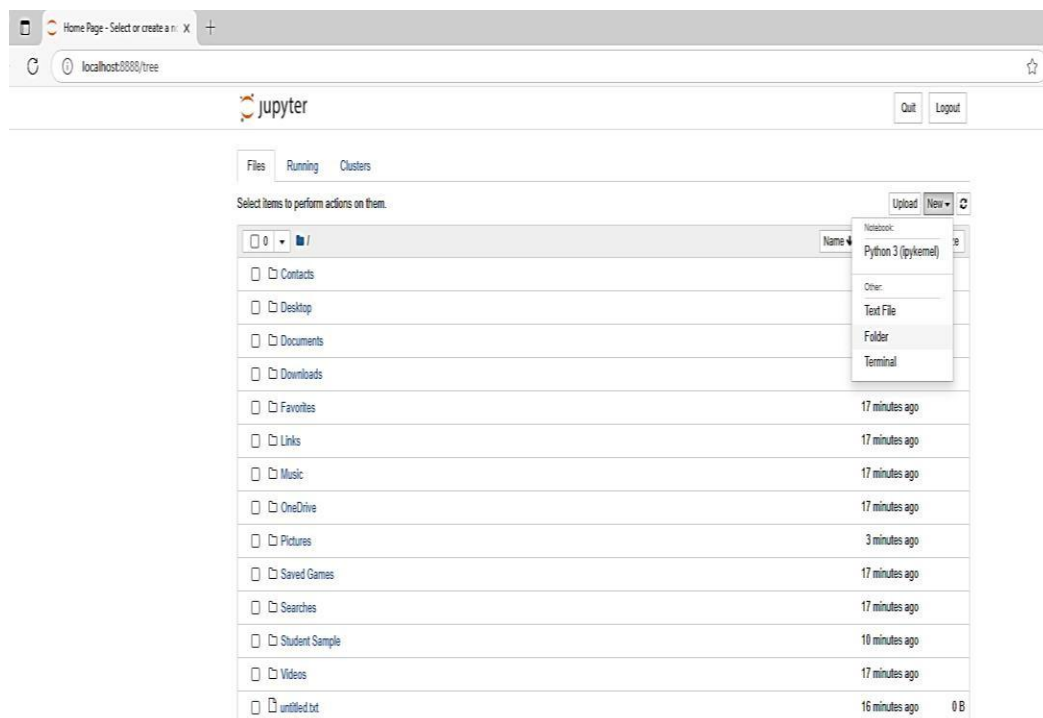 Home Page - Select or create a n X +
localhost:8888/tree
jupyter
Quit Logout
Files Running Clusters
Select items to perform actions on them.
Upload New
0 /
Name
Notebook:
Python 3 (ipykernel)
Other:
Text File
Folder
Terminal
Contacts
Desktop
Documents
Downloads
Favorites 17 minutes ago
Links 17 minutes ago
Music 17 minutes ago
OneDrive 17 minutes ago
Pictures 3 minutes ago
Saved Games 17 minutes ago
Searches 17 minutes ago
Student Sample 10 minutes ago
Videos 17 minutes ago
untitled.txt 16 minutes ago 0 B